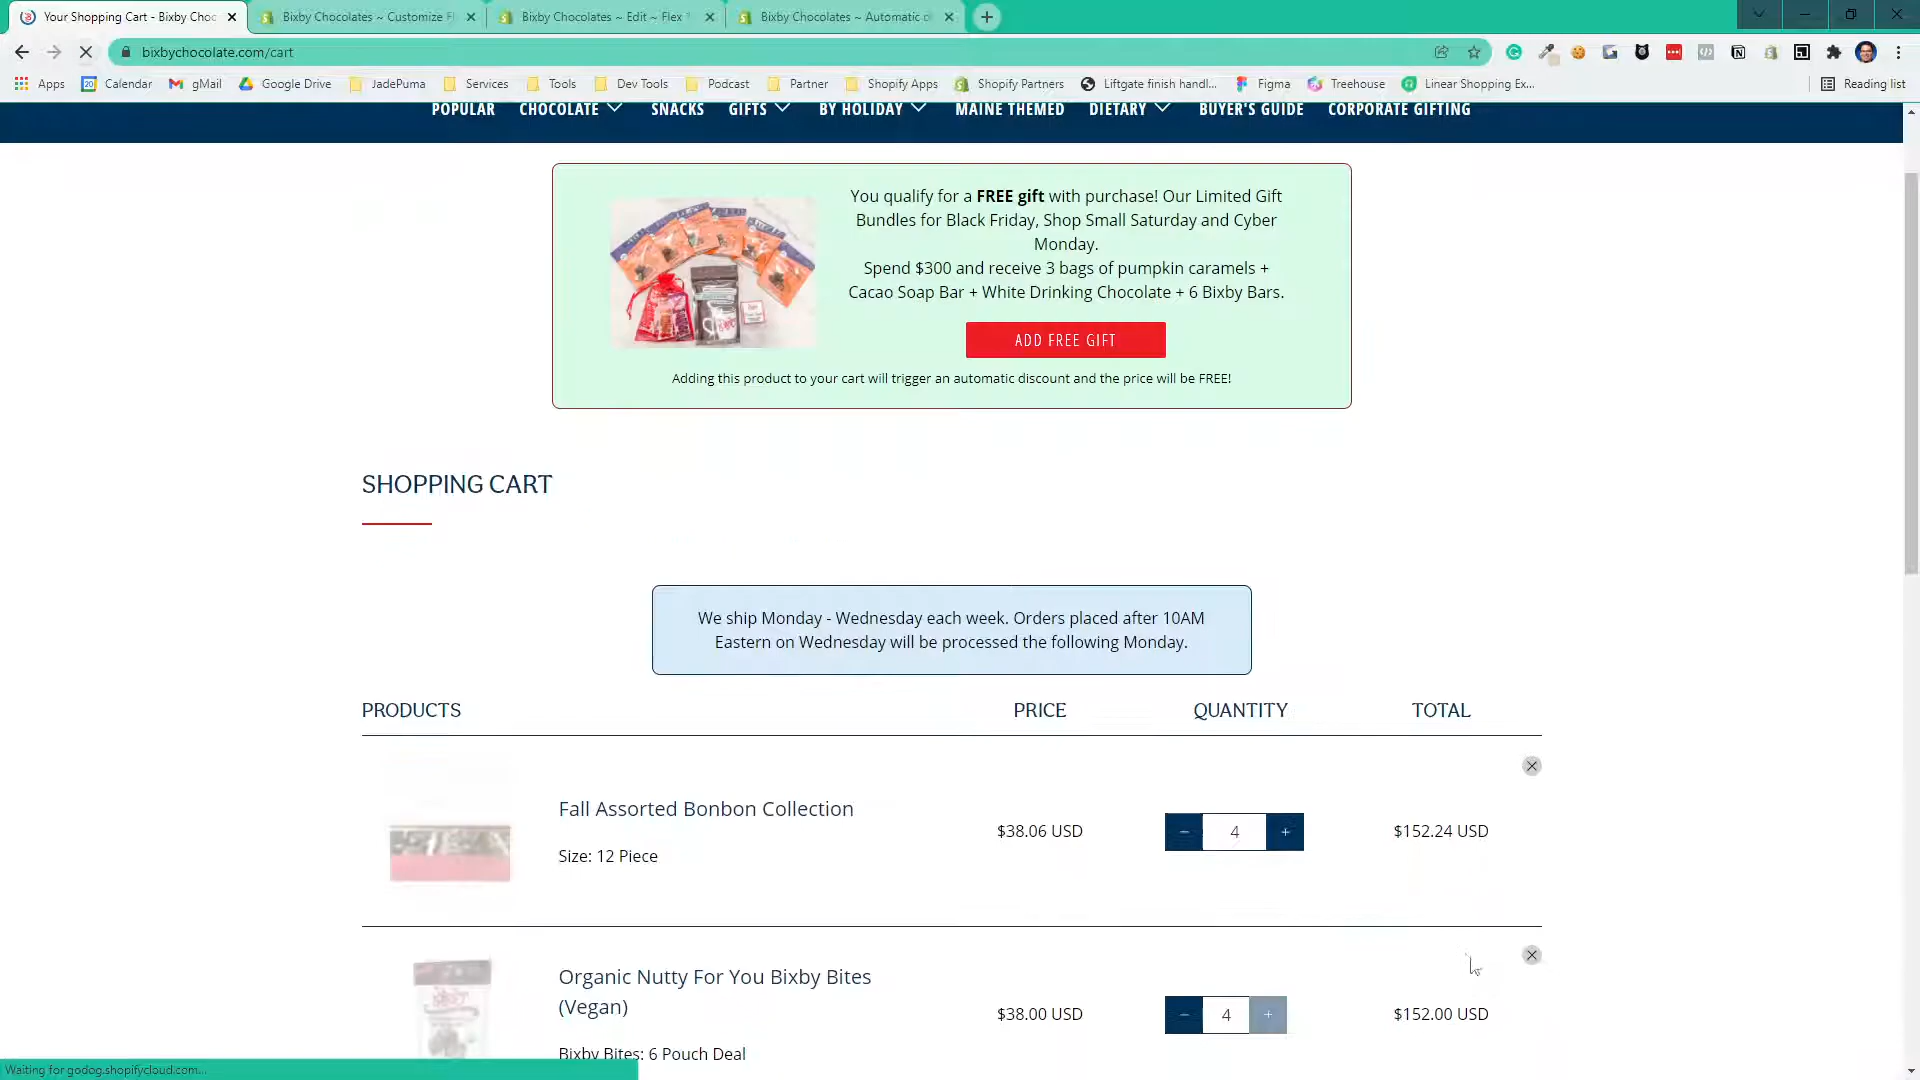 Your Shopping Cart - Bixby Choc
Bixby Chocolates ~ Customize F
Bixby Chocolates ~ Edit ~ Flex
Bixby Chocolates ~ Automatic
bixbychocolate.com/cart
Apps
Calendar
gMail
Google Drive
JadePuma
Services
Tools
Dev Tools
Podcast
Partner
Shopify Apps
Shopify Partners
Liftgate finish handl...
Figma
Treehouse
Linear Shopping Ex...
Reading list
POPULAR CHOCOLATE SNACKS GIFTS BY HOLIDAY MAINE THEMED DIETARY BUYER'S GUIDE CORPORATE GIFTING
You qualify for a FREE gift with purchase! Our Limited Gift
Bundles for Black Friday, Shop Small Saturday and Cyber
Monday.
Spend $300 and receive 3 bags of pumpkin caramels +
Cacao Soap Bar + White Drinking Chocolate + 6 Bixby Bars.
ADD FREE GIFT
Adding this product to your cart will trigger an automatic discount and the price will be FREE!
SHOPPING CART
We ship Monday - Wednesday each week. Orders placed after 10AM
Eastern on Wednesday will be processed the following Monday.
PRODUCTS PRICE QUANTITY TOTAL
Fall Assorted Bonbon Collection
Size: 12 Piece
$38.06 USD
− 4 +
$152.24 USD
Organic Nutty For You Bixby Bites
(Vegan)
Bixby Bites: 6 Pouch Deal
$38.00 USD
− 4 +
$152.00 USD
Waiting for godog.shopifycloud.com...